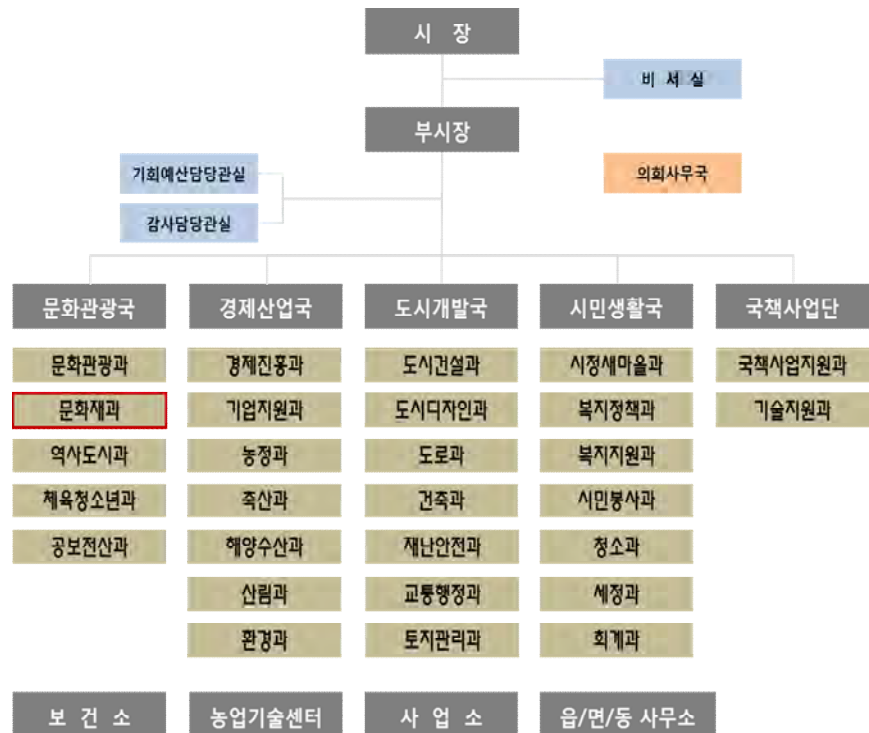 시 장
비 서 실
부시장
기획예산담당관실
의회사무국
감사담당관실
문화관광국 경제산업국 도시개발국 시민생활국 국책사업단
문화관광과 경제진흥과 도시건설과 시정새마을과 국책사업지원과
문화재과 기업지원과 도시디자인과 복지정책과 기술지원과
역사도시과 농정과 도로과 복지지원과
체육청소년과 축산과 건축과 시민봉사과
공보전산과 해양수산과 재난안전과 청소과
산림과 교통행정과 세정과
환경과 토지관리과 회계과
보 건 소 농업기술센터 사 업 소 읍/면/동 사무소